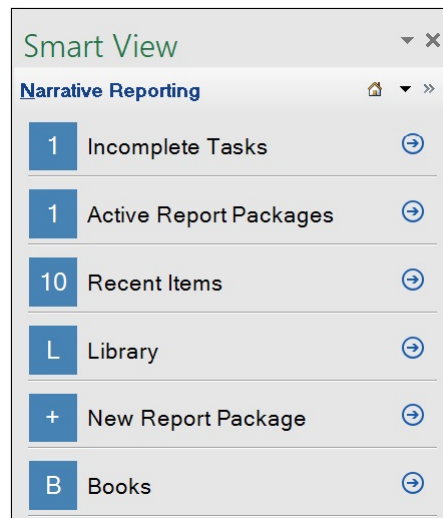 Smart View
Narrative Reporting
1 Incomplete Tasks
1 Active Report Packages
10 Recent Items
L Library
+ New Report Package
B Books